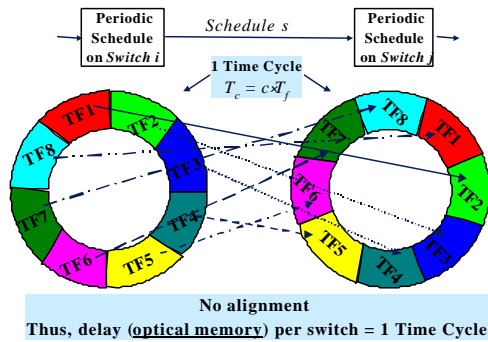 Periodic
Schedule
on Switch i
Schedule s
Periodic
Schedule
on Switch j
1 Time Cycle
T_c = c×T_f
TF1
TF2
TF3
TF4
TF5
TF6
TF7
TF8
TF8
TF1
TF2
TF3
TF4
TF5
TF6
TF7
No alignment
Thus, delay (optical memory) per switch = 1 Time Cycle